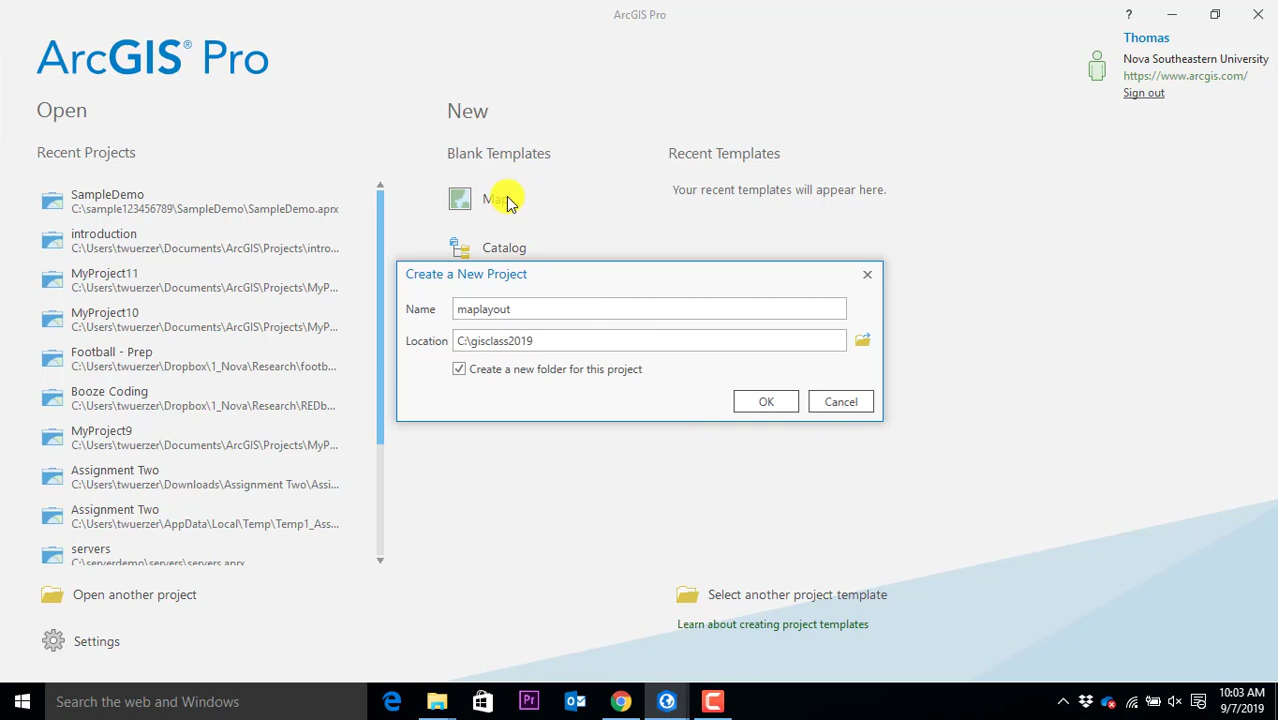 ArcGIS Pro
?
Thomas
Nova Southeastern University
https://www.arcgis.com/
Sign out
ArcGIS® Pro
Open
Recent Projects
SampleDemo
C:\sample123456789\SampleDemo\SampleDemo.aprx
introduction
C:\Users\twuerzer\Documents\ArcGIS\Projects\intro...
MyProject11
C:\Users\twuerzer\Documents\ArcGIS\Projects\MyP...
MyProject10
C:\Users\twuerzer\Documents\ArcGIS\Projects\MyP...
Football - Prep
C:\Users\twuerzer\Dropbox\1_Nova\Research\footb...
Booze Coding
C:\Users\twuerzer\Dropbox\1_Nova\Research\REDb...
MyProject9
C:\Users\twuerzer\Documents\ArcGIS\Projects\MyP...
Assignment Two
C:\Users\twuerzer\Downloads\Assignment Two\Assi...
Assignment Two
C:\Users\twuerzer\AppData\Local\Temp\Temp1_Ass...
servers
C:\serverdemo\servers\servers.aprx
Open another project
Settings
New
Blank Templates
Map
Catalog
Recent Templates
Your recent templates will appear here.
Create a New Project
Name
maplayout
Location
C:\gisclass2019
Create a new folder for this project
OK
Cancel
Select another project template
Learn about creating project templates
Search the web and Windows
Pr
10:03 AM
9/7/2019